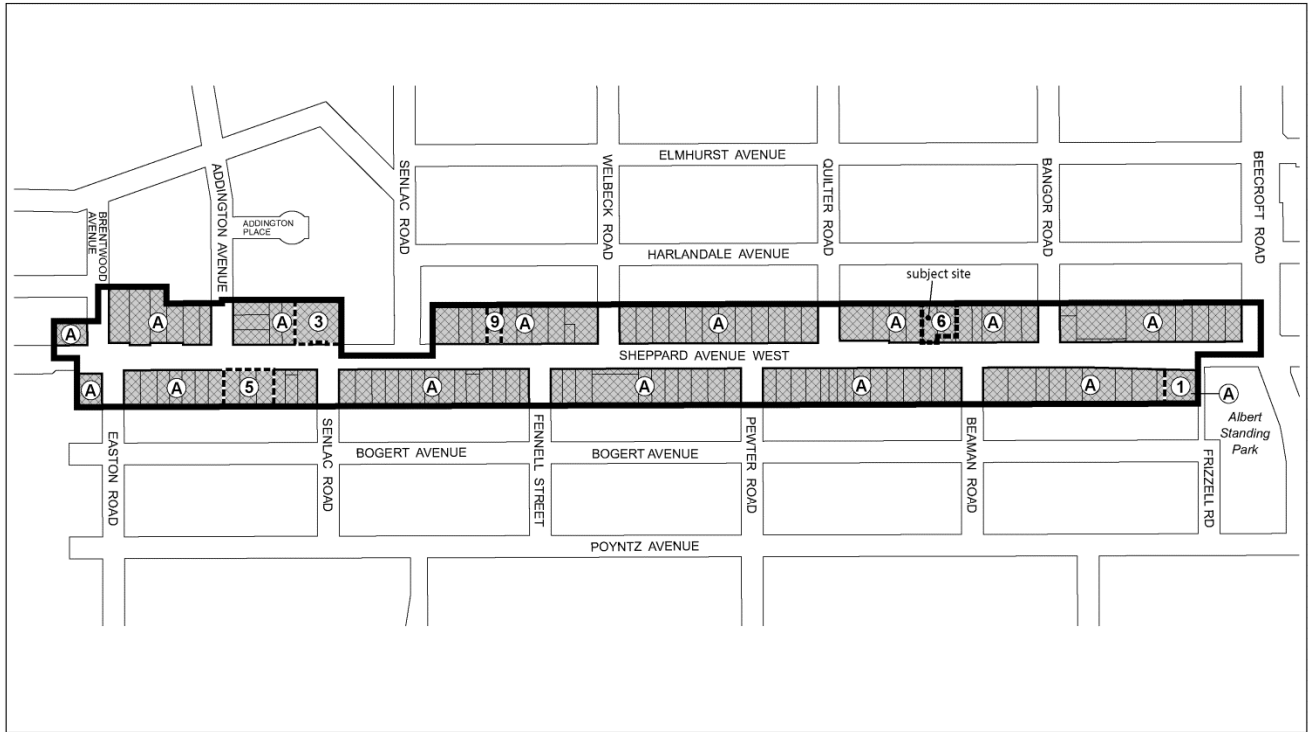 ELMHURST AVENUE
ADDINGTON AVENUE
SENLAC ROAD
WELBECK ROAD
QUILTER ROAD
BANGOR ROAD
BEECROFT ROAD
BRENTWOOD
AVENUE
ADDINGTON
PLACE
HARLANDALE AVENUE
subject site
A
A
A
3
9
A
A
A
6
A
A
SHEPPARD AVENUE WEST
A
A
5
A
A
A
A
1
A
Albert
Standing
Park
EASTON ROAD
SENLAC ROAD
BOGERT AVENUE
FENNELL STREET
BOGERT AVENUE
PEWTER ROAD
BEAMAN ROAD
FRIZZELL RD
POYNTZ AVENUE